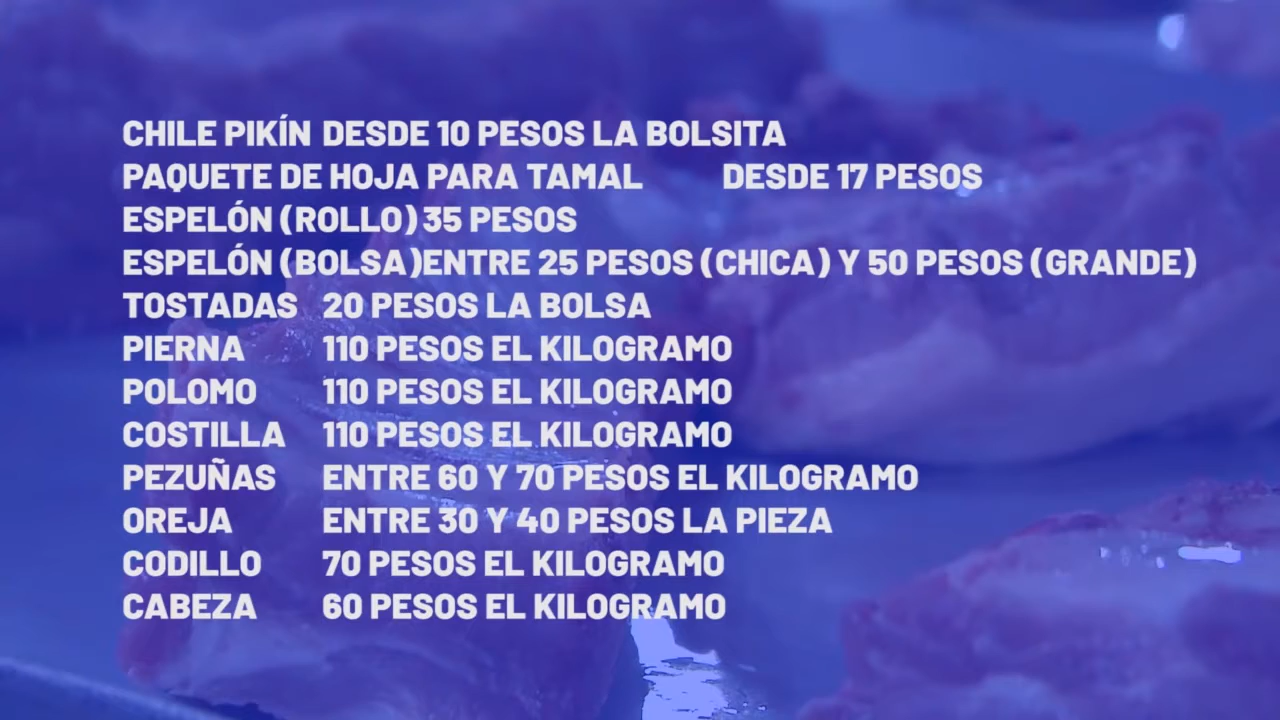 CHILE PIKÍN DESDE 10 PESOS LA BOLSITA
PAQUETE DE HOJA PARA TAMAL DESDE 17 PESOS
ESPELÓN (ROLLO) 35 PESOS
ESPELÓN (BOLSA)ENTRE 25 PESOS (CHICA) Y 50 PESOS (GRANDE)
TOSTADAS 20 PESOS LA BOLSA
PIERNA 110 PESOS EL KILOGRAMO
POLOMO 110 PESOS EL KILOGRAMO
COSTILLA 110 PESOS EL KILOGRAMO
PEZUÑAS ENTRE 60 Y 70 PESOS EL KILOGRAMO
OREJA ENTRE 30 Y 40 PESOS LA PIEZA
CODILLO 70 PESOS EL KILOGRAMO
CABEZA 60 PESOS EL KILOGRAMO